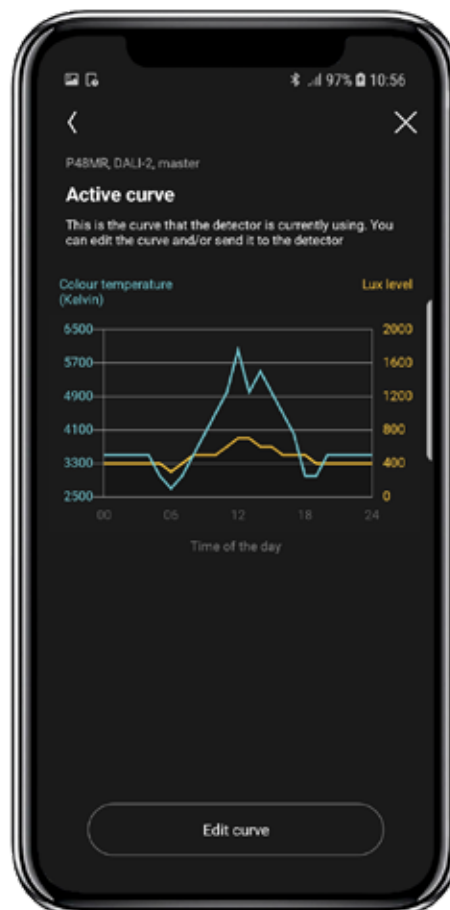 97% 10:56
P48MR, DALI-2, master
Active curve
This is the curve that the detector is currently using. You
can edit the curve and/or send it to the detector
Colour temperature
(Kelvin)
Lux level
6500 2000
5700 1600
4900 1200
4100 800
3300 400
2500 0
00 06 12 18 24
Time of the day
Edit curve